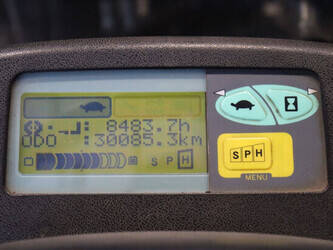 8483.7h
ODO :30085.3km
S P H
S P H
MENU